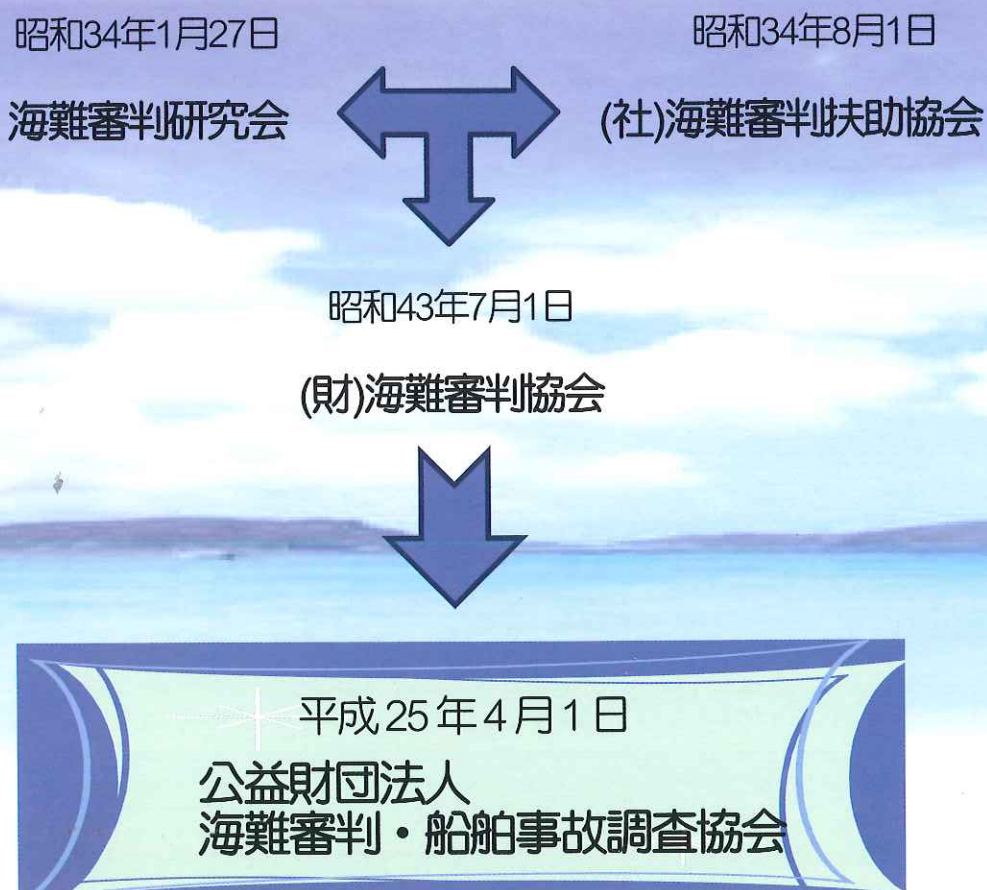 昭和34年1月27日
昭和34年8月1日
海難審判研究会
(社)海難審判扶助協会
昭和43年7月1日
(財)海難審判協会
平成25年4月1日
公益財団法人
海難審判・船舶事故調査協会